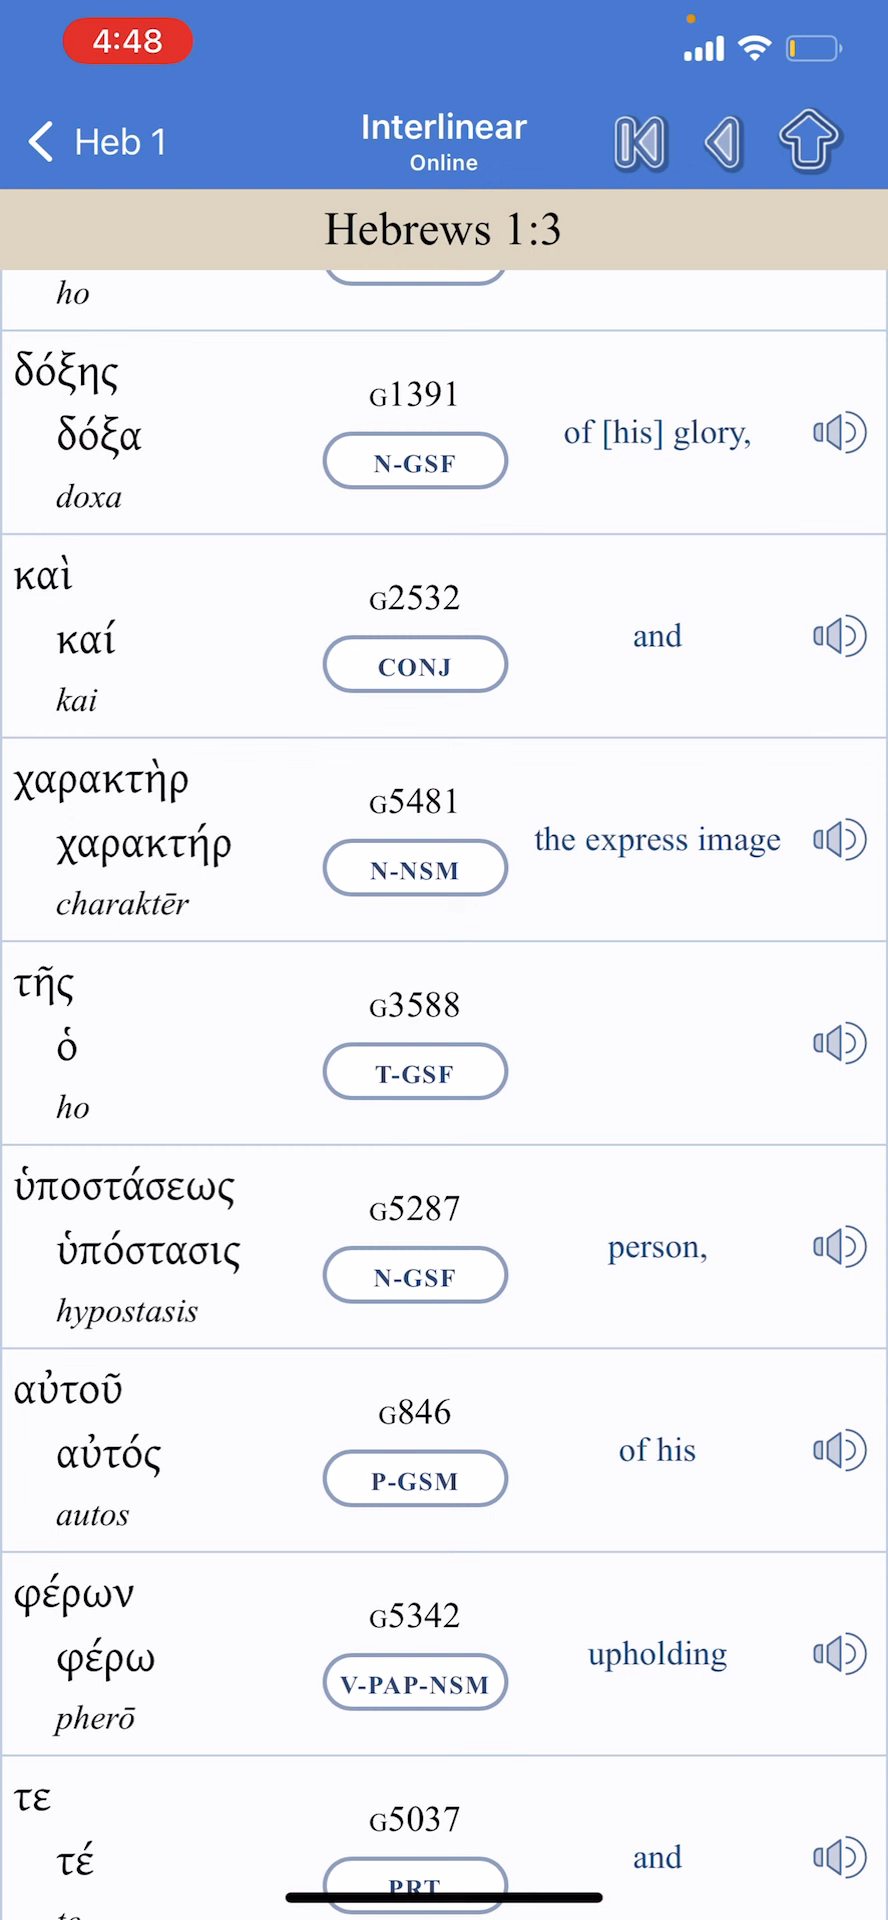 4:48
Heb 1
Interlinear
Online
Hebrews 1:3
ho
δόξης
δόξα
doxa
G1391
N-GSF
of [his] glory,
καὶ
καί
kai
G2532
CONJ
and
χαρακτὴρ
χαρακτήρ
charaktēr
G5481
N-NSM
the express image
τῆς
ὁ
ho
G3588
T-GSF
ὑποστάσεως
ὑπόστασις
hypostasis
G5287
N-GSF
person,
αὐτοῦ
αὐτός
autos
G846
P-GSM
of his
φέρων
φέρω
pherō
G5342
V-PAP-NSM
upholding
τε
τέ
G5037
PRT
and